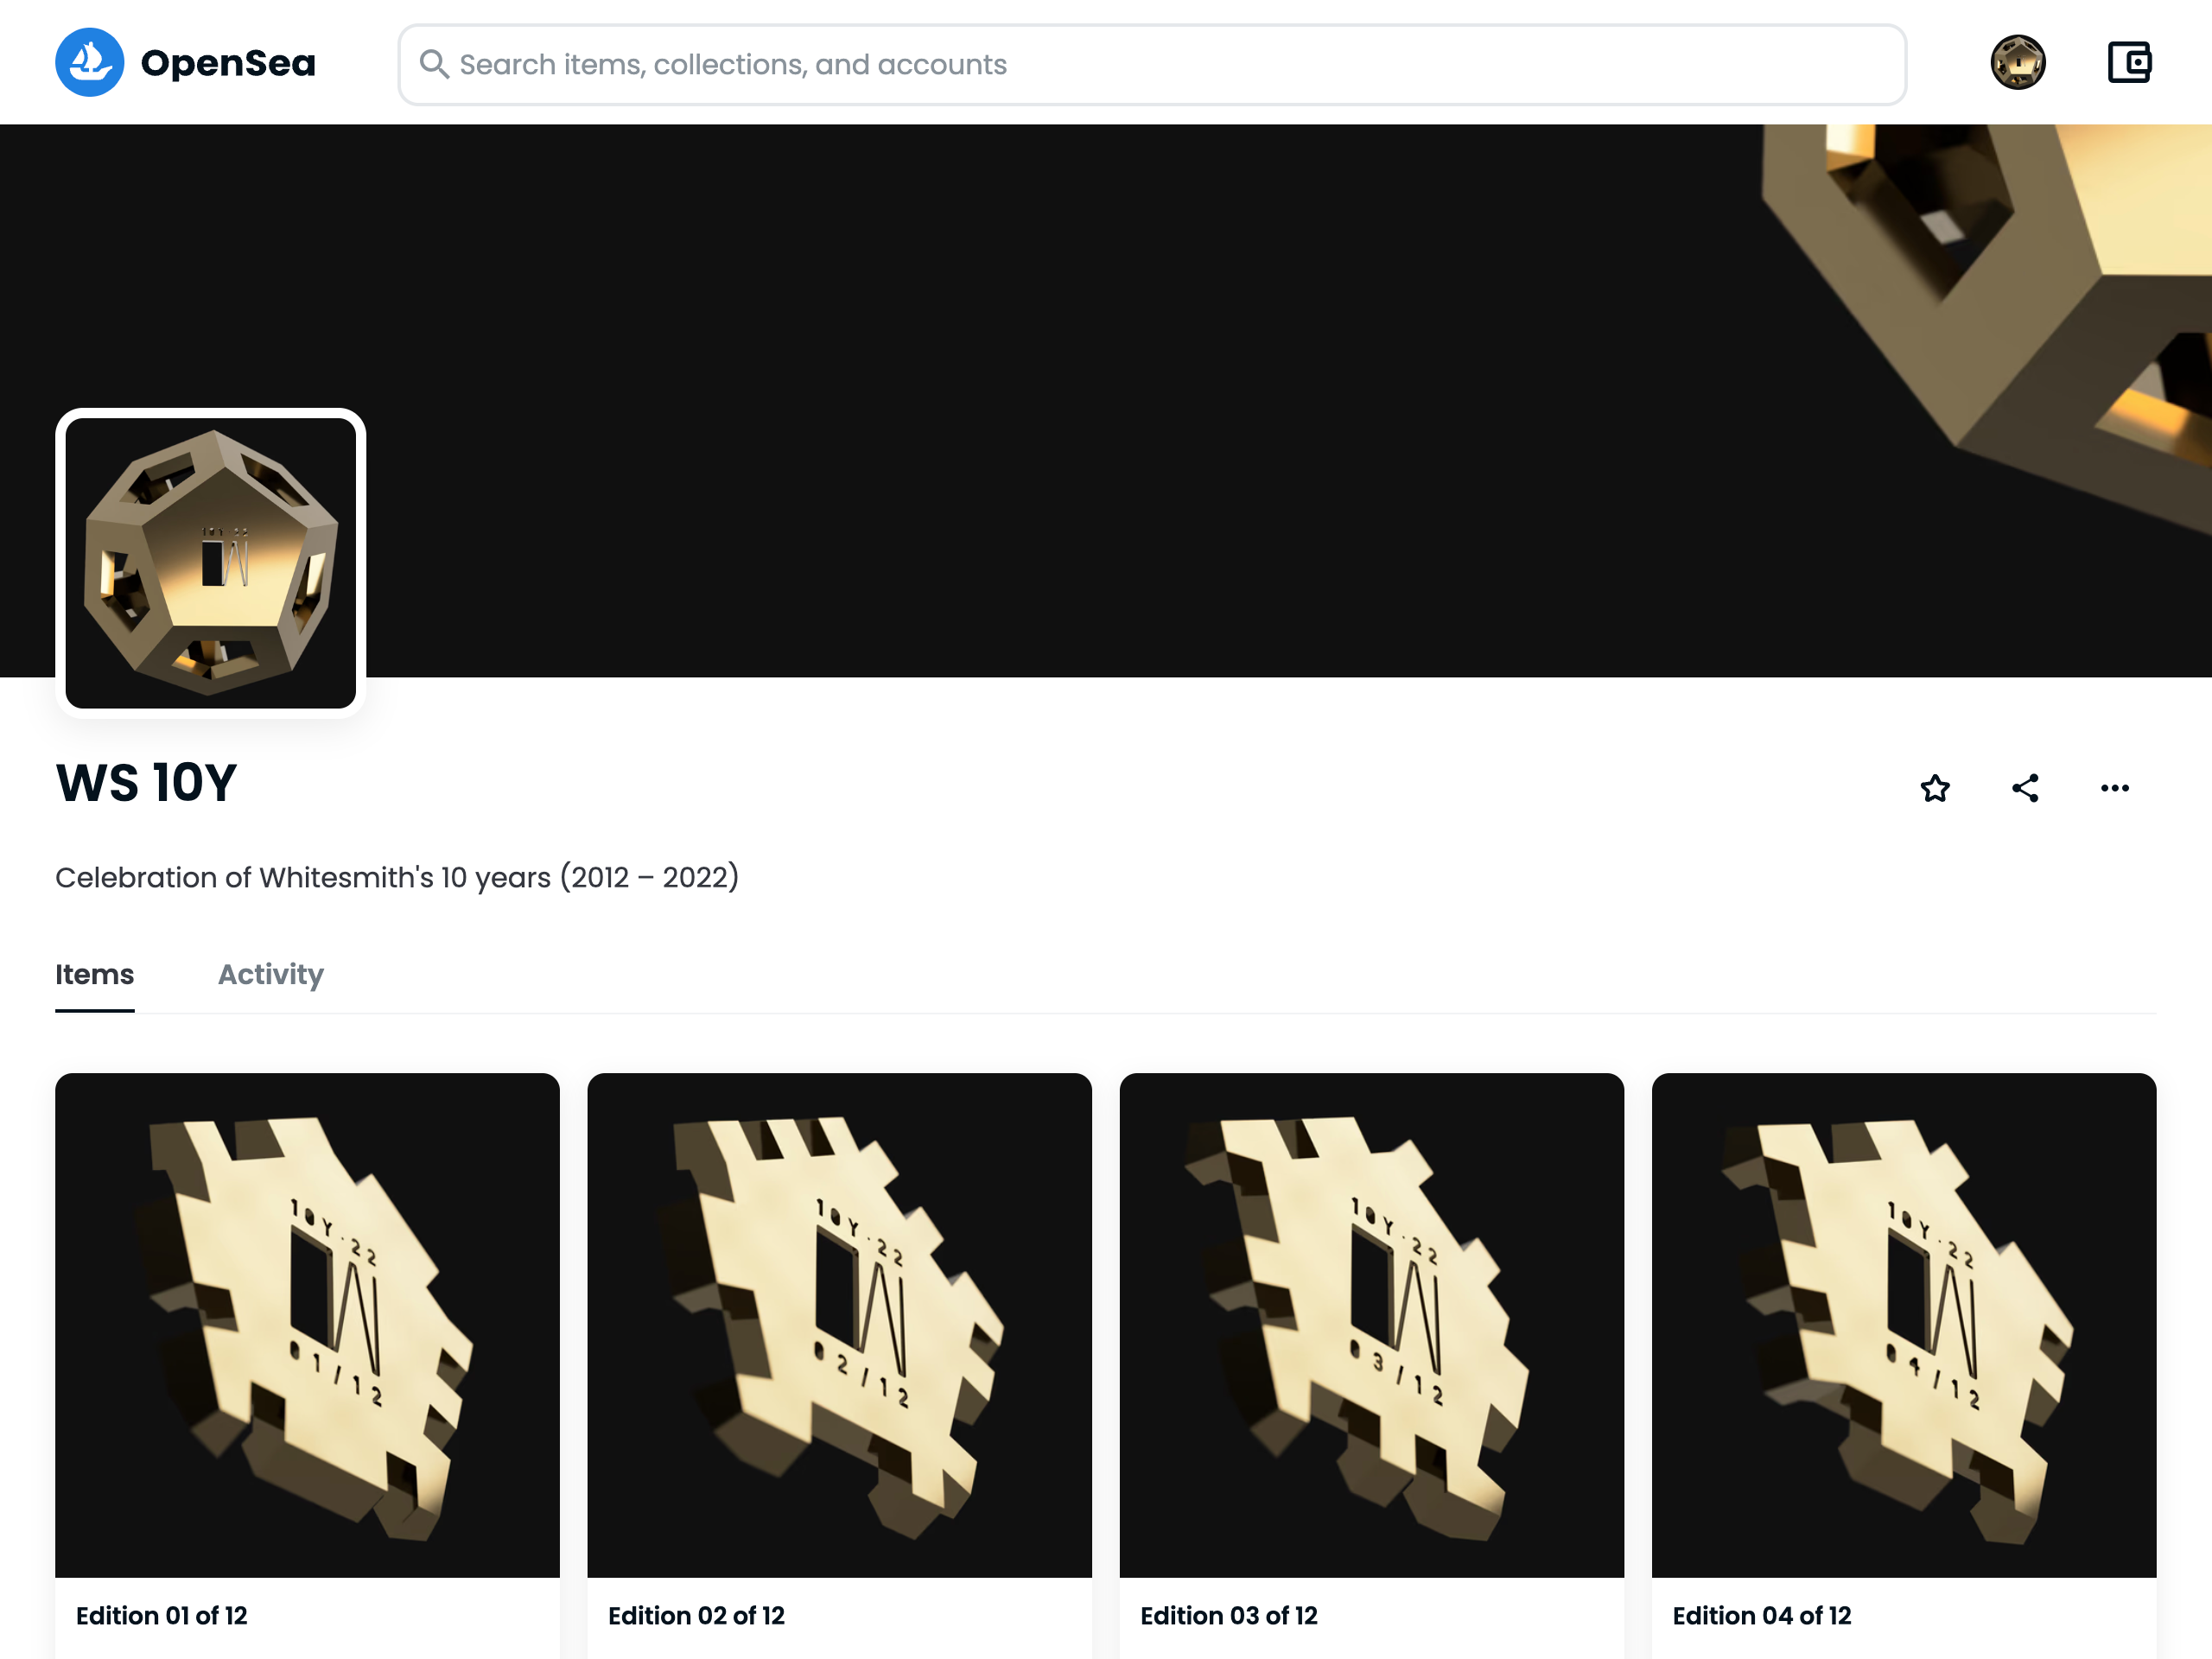 OpenSea
Search items, collections, and accounts
10Y.22
WS 10Y
Celebration of Whitesmith's 10 years (2012 – 2022)
Items
Activity
10Y.22
01/12
10Y.22
02/12
10Y.22
03/12
10Y.22
04/12
Edition 01 of 12
Edition 02 of 12
Edition 03 of 12
Edition 04 of 12